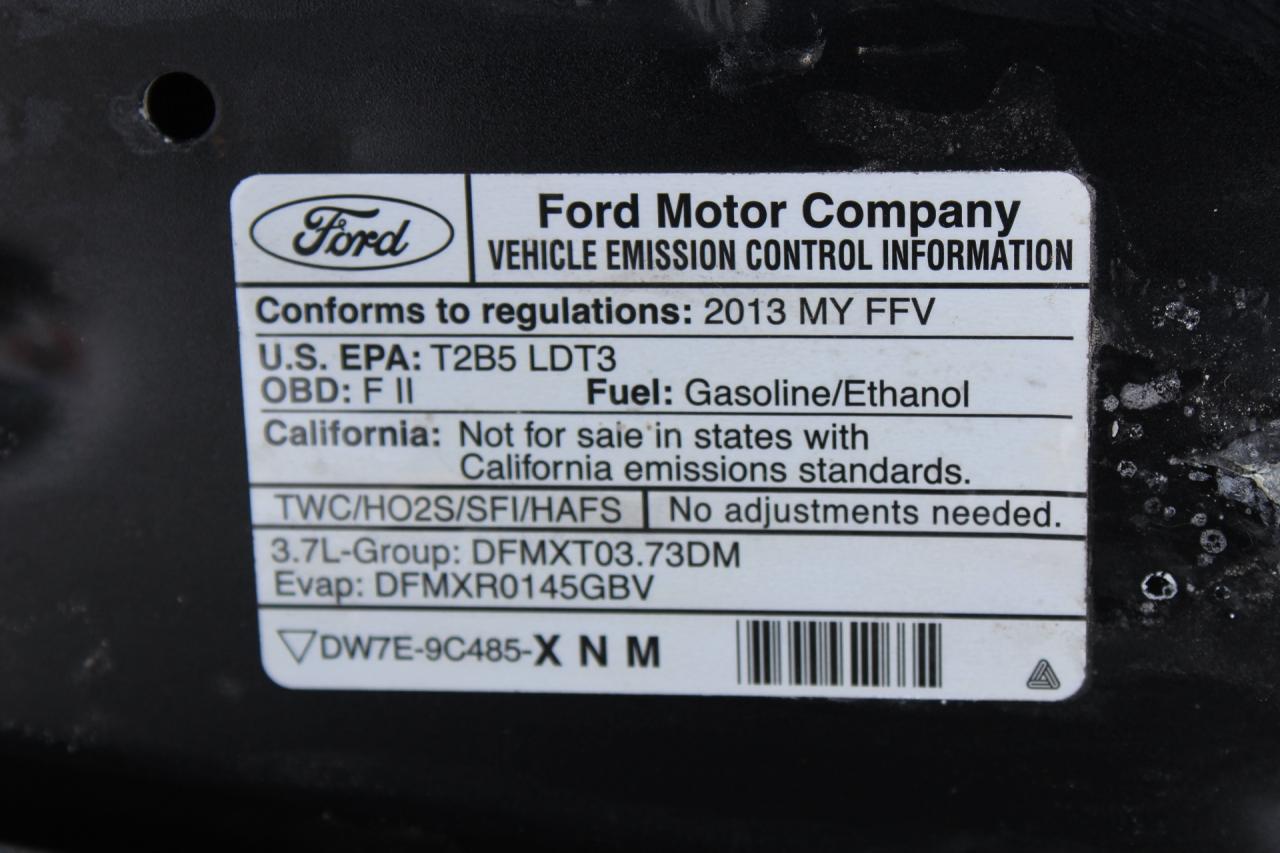 Ford
Ford Motor Company
VEHICLE EMISSION CONTROL INFORMATION
Conforms to regulations: 2013 MY FFV
U.S. EPA: T2B5 LDT3
OBD: F II Fuel: Gasoline/Ethanol
California: Not for sale in states with
California emissions standards.
TWC/HO2S/SFI/HAFS No adjustments needed.
3.7L-Group: DFMXT03.73DM
Evap: DFMXR0145GBV
DW7E-9C485-X N M